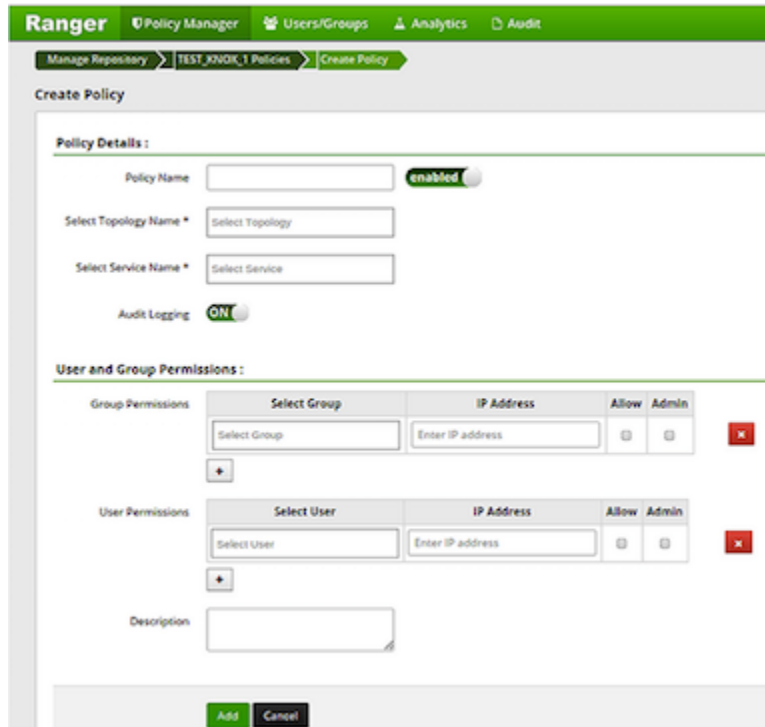 Ranger Policy Manager Users/Groups Analytics Audit
Manage Repository TEST_KNOX_1 Policies Create Policy
Create Policy
Policy Details :
Policy Name enabled
Select Topology Name * Select Topology
Select Service Name * Select Service
Audit Logging ON
User and Group Permissions :
Group Permissions Select Group IP Address Allow Admin
Select Group Enter IP address x
+
User Permissions Select User IP Address Allow Admin
Select User Enter IP address x
+
Description
Add Cancel